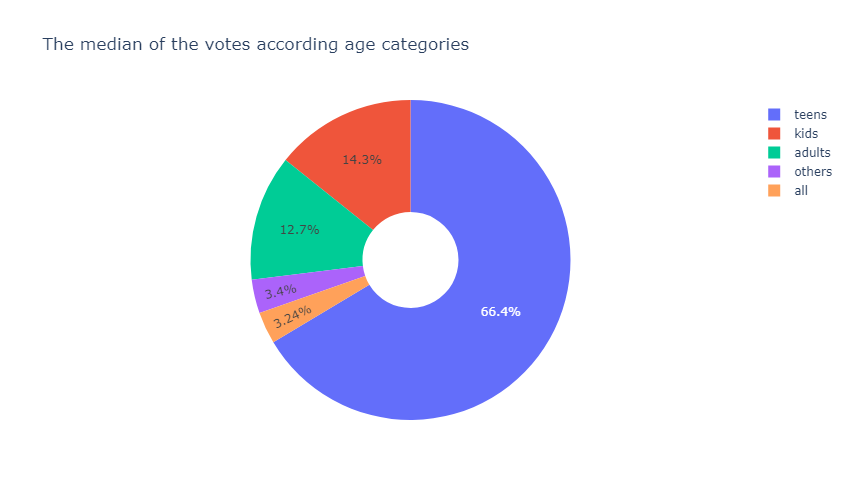 The median of the votes according age categories
teens
kids
adults
others
all
14.3%
12.7%
3.4%
3.24%
66.4%